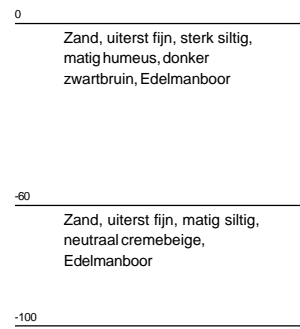 0
Zand, uiterst fijn, sterk siltig,
matig humeus, donker
zwartbruin, Edelmanboor
-60
Zand, uiterst fijn, matig siltig,
neutraal cremebeige,
Edelmanboor
-100